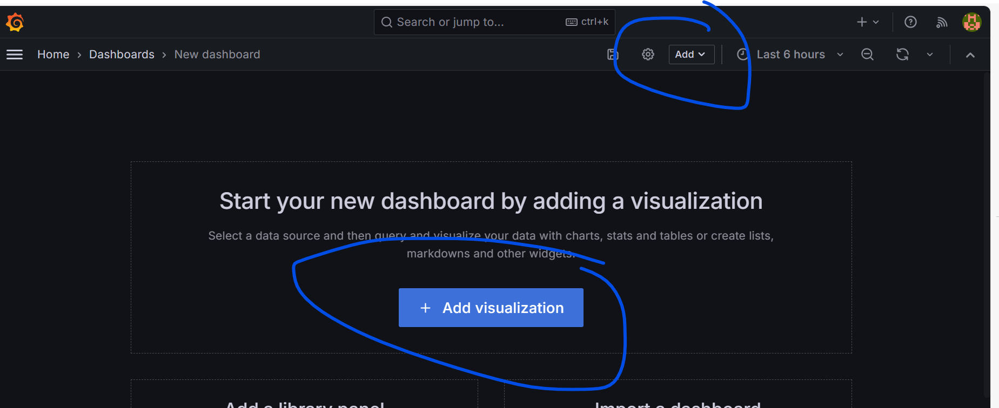 Search or jump to... ctrl+k
Home › Dashboards › New dashboard Add Last 6 hours
Start your new dashboard by adding a visualization
Select a data source and then query and visualize your data with charts, stats and tables or create lists,
markdowns and other widgets.
+ Add visualization
Add a library panel Import a dashboard